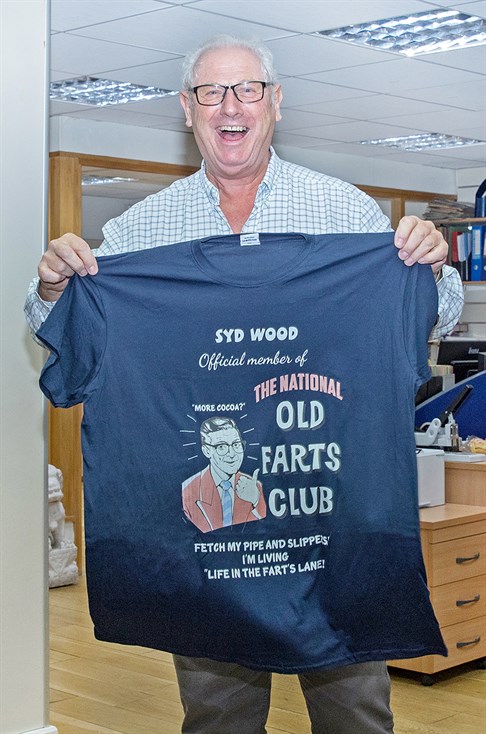 SYD WOOD
Official member of
THE NATIONAL
"MORE COCOA?"
OLD
FARTS
CLUB
FETCH MY PIPE AND SLIPPERS'
I'M LIVING
"LIFE IN THE FART'S LANE!